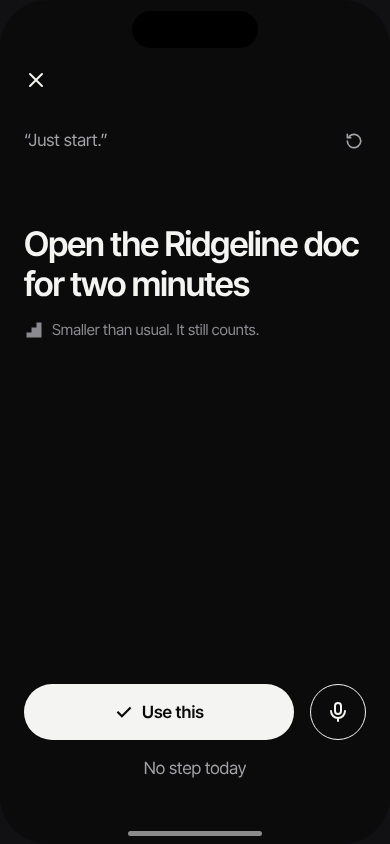 “Just start.”
Open the Ridgeline doc
for two minutes
Smaller than usual. It still counts.
Use this
No step today